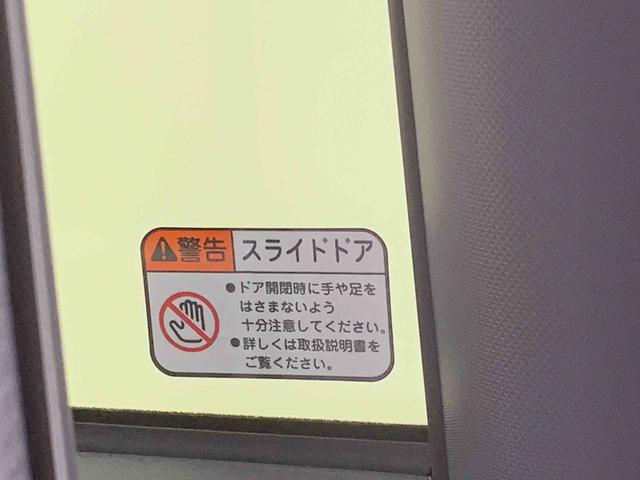 警告 スライドドア
●ドア開閉時に手や足を
はさまないよう
十分注意してください。
●詳しくは取扱説明書を
ご覧ください。